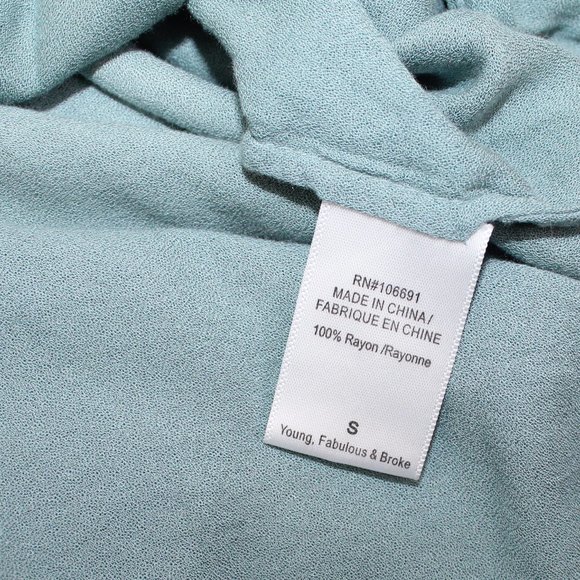 RN#106691
MADE IN CHINA/
FABRIQUE EN CHINE
100% Rayon /Rayonne
S
Young, Fabulous & Broke